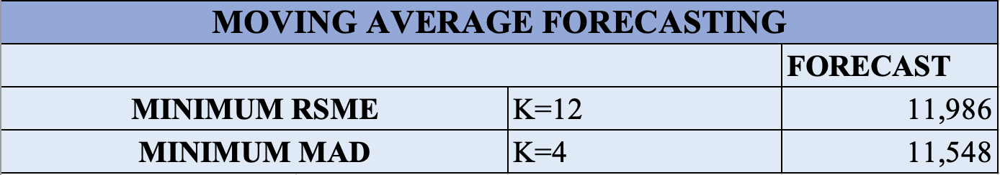 MOVING AVERAGE FORECASTING
FORECAST
MINIMUM RSME K=12 11,986
MINIMUM MAD K=4 11,548